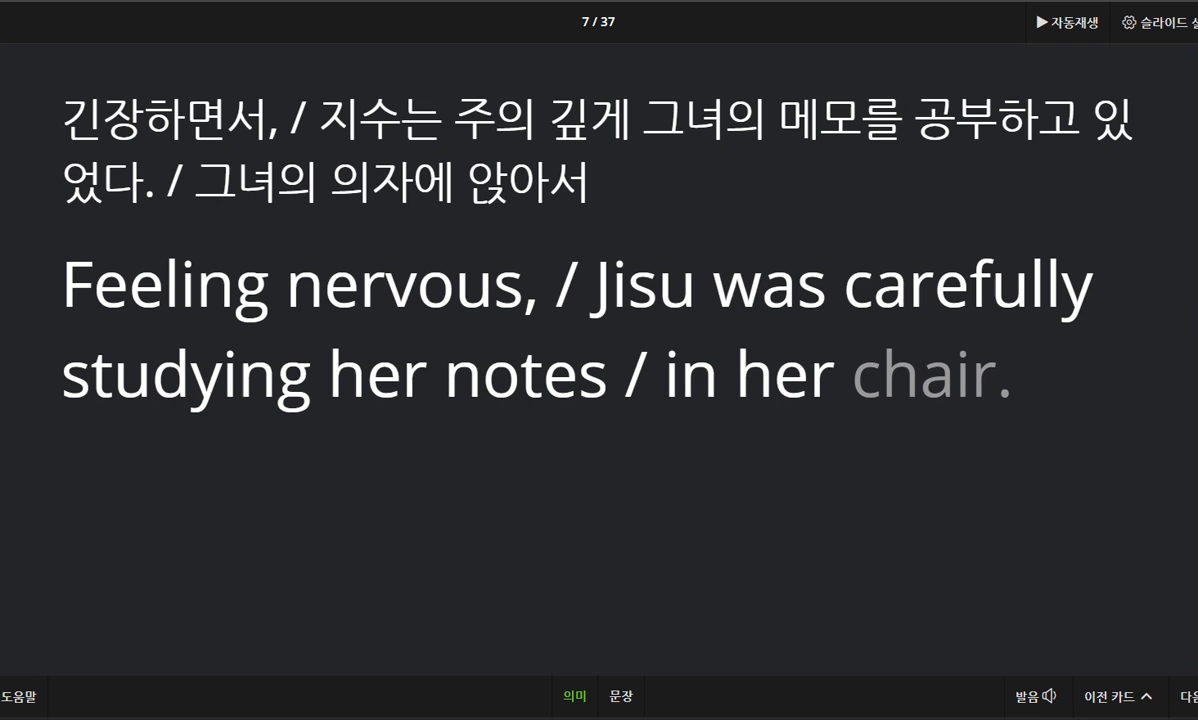 7 / 37
▶ 자동재생
슬라이드
긴장하면서, / 지수는 주의 깊게 그녀의 메모를 공부하고 있
었다. / 그녀의 의자에 앉아서
Feeling nervous, / Jisu was carefully
studying her notes / in her chair.
도움말
의미
문장
발음
이전 카드